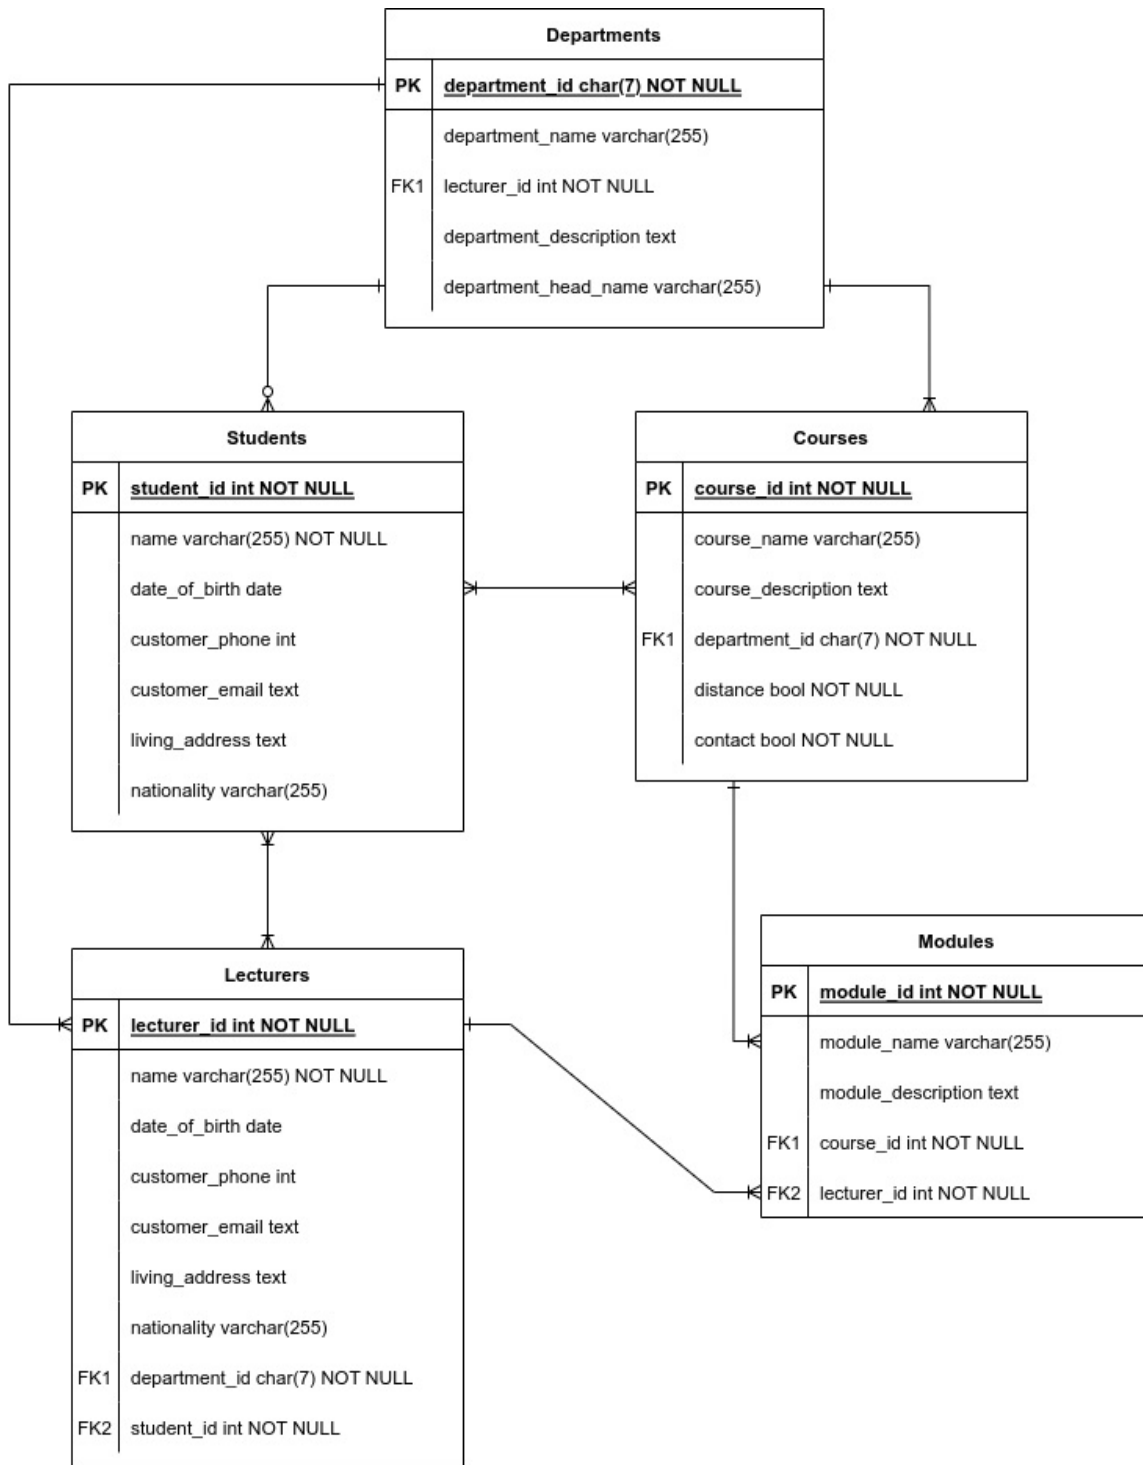 Departments
PK department_id char(7) NOT NULL
department_name varchar(255)
FK1 lecturer_id int NOT NULL
department_description text
department_head_name varchar(255)
Students
PK student_id int NOT NULL
name varchar(255) NOT NULL
date_of_birth date
customer_phone int
customer_email text
living_address text
nationality varchar(255)
Courses
PK course_id int NOT NULL
course_name varchar(255)
course_description text
FK1 department_id char(7) NOT NULL
distance bool NOT NULL
contact bool NOT NULL
Lecturers
PK lecturer_id int NOT NULL
name varchar(255) NOT NULL
date_of_birth date
customer_phone int
customer_email text
living_address text
nationality varchar(255)
FK1 department_id char(7) NOT NULL
FK2 student_id int NOT NULL
Modules
PK module_id int NOT NULL
module_name varchar(255)
module_description text
FK1 course_id int NOT NULL
FK2 lecturer_id int NOT NULL